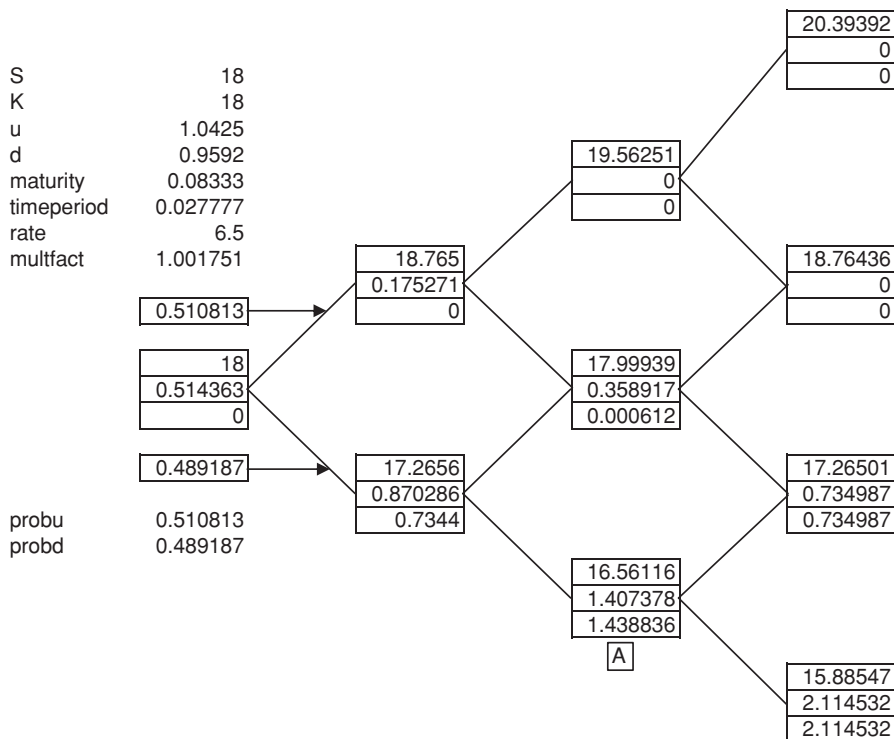 20.39392
0
0
S 18
K 18
u 1.0425
d 0.9592
maturity 0.08333
timeperiod 0.027777
rate 6.5
multfact 1.001751
19.56251
0
0
18.765
0.175271
0
18.76436
0
0
0.510813
18
0.514363
0
17.99939
0.358917
0.000612
0.489187
17.2656
0.870286
0.7344
17.26501
0.734987
0.734987
probu 0.510813
probd 0.489187
16.56116
1.407378
1.438836
A
15.88547
2.114532
2.114532